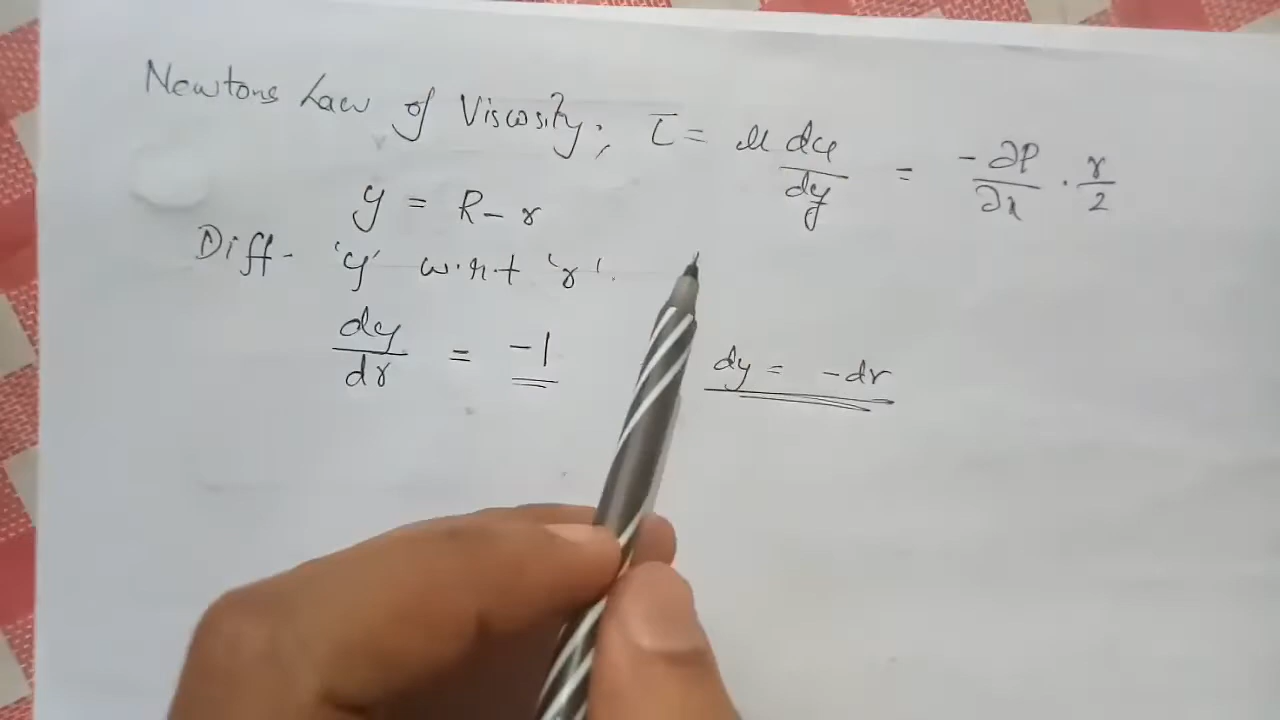 Newtons Law of Viscosity; τ = μ du/dy = -∂P/∂x · r/2
y = R - r
Diff- 'y' w.r.t 'r'.
dy/dr = -1 dy = -dr